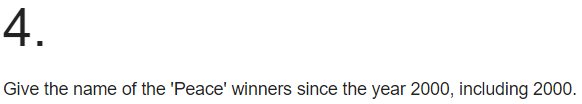 4.
Give the name of the 'Peace' winners since the year 2000, including 2000.